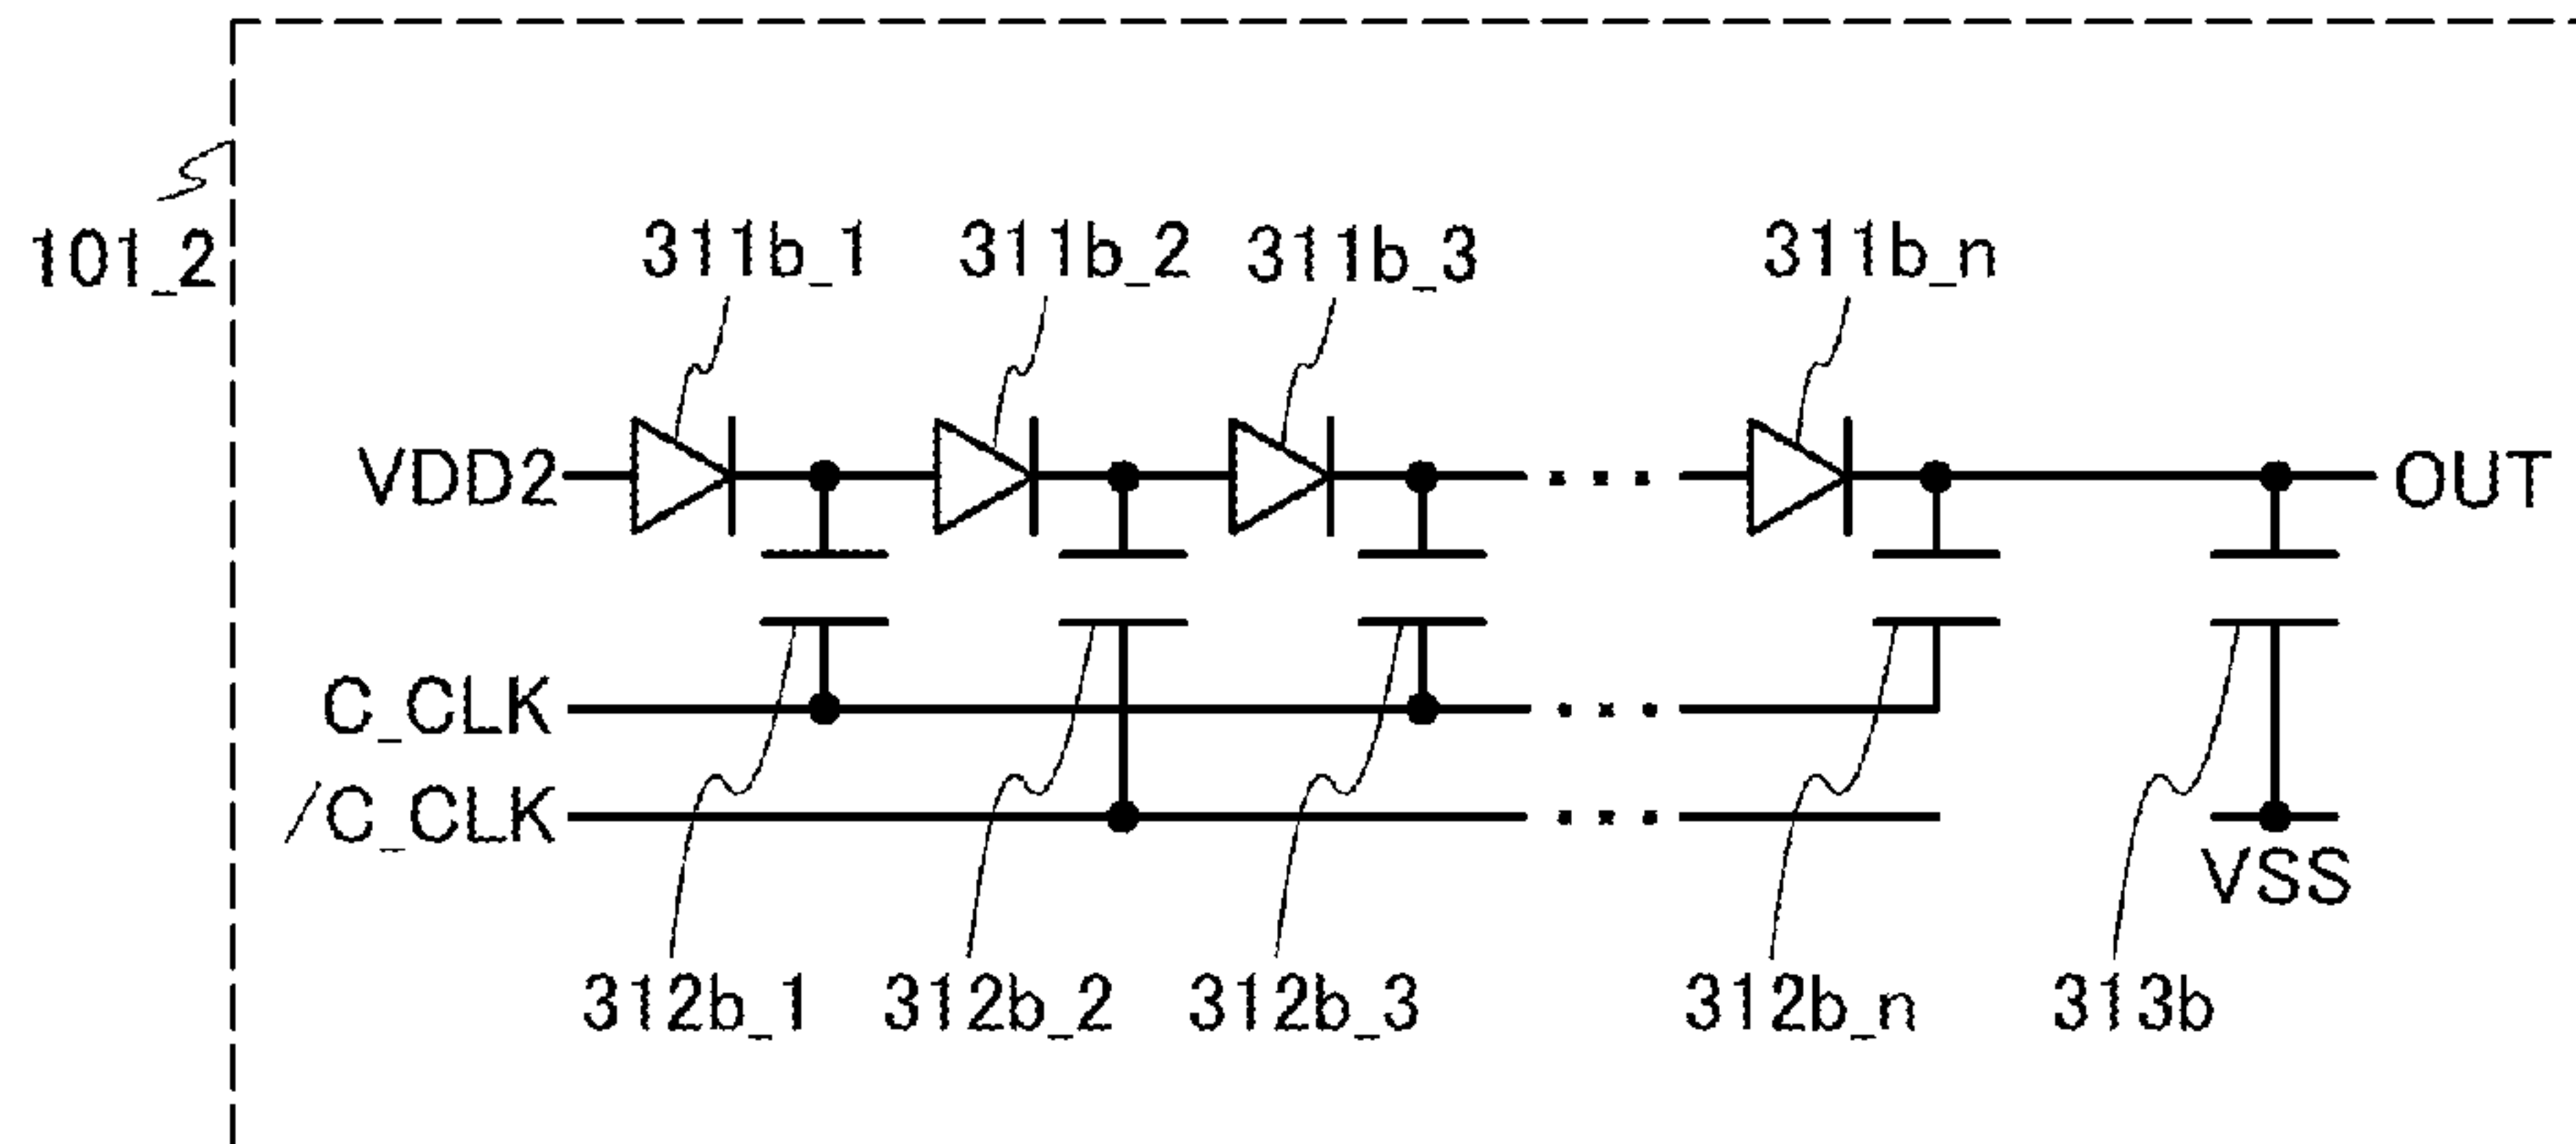 101_2
311b_1 311b_2 311b_3 311b_n
VDD2 ... OUT
C_CLK ...
/C_CLK ...
VSS
312b_1 312b_2 312b_3 312b_n 313b